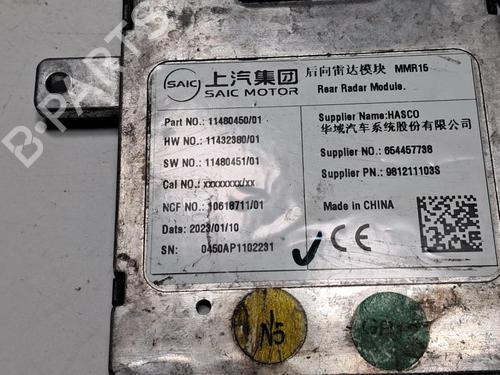 B-PARTS
SAIC
上汽集团
SAIC MOTOR
后向雷达模块 MMR15
Rear Radar Module.
Part NO.: 11480450/01
HW NO.: 11432380/01
SW NO.: 11480451/01
Cal NO.: xxxxxxxx/xx
NCF NO.: 10618711/01
Date: 2023/01/10
SN: 0450AP1102231
Supplier Name:HASCO
华域汽车系统股份有限公司
Supplier NO.: 654457738
Supplier PN.: 981211103S
Made in CHINA
CE
N5